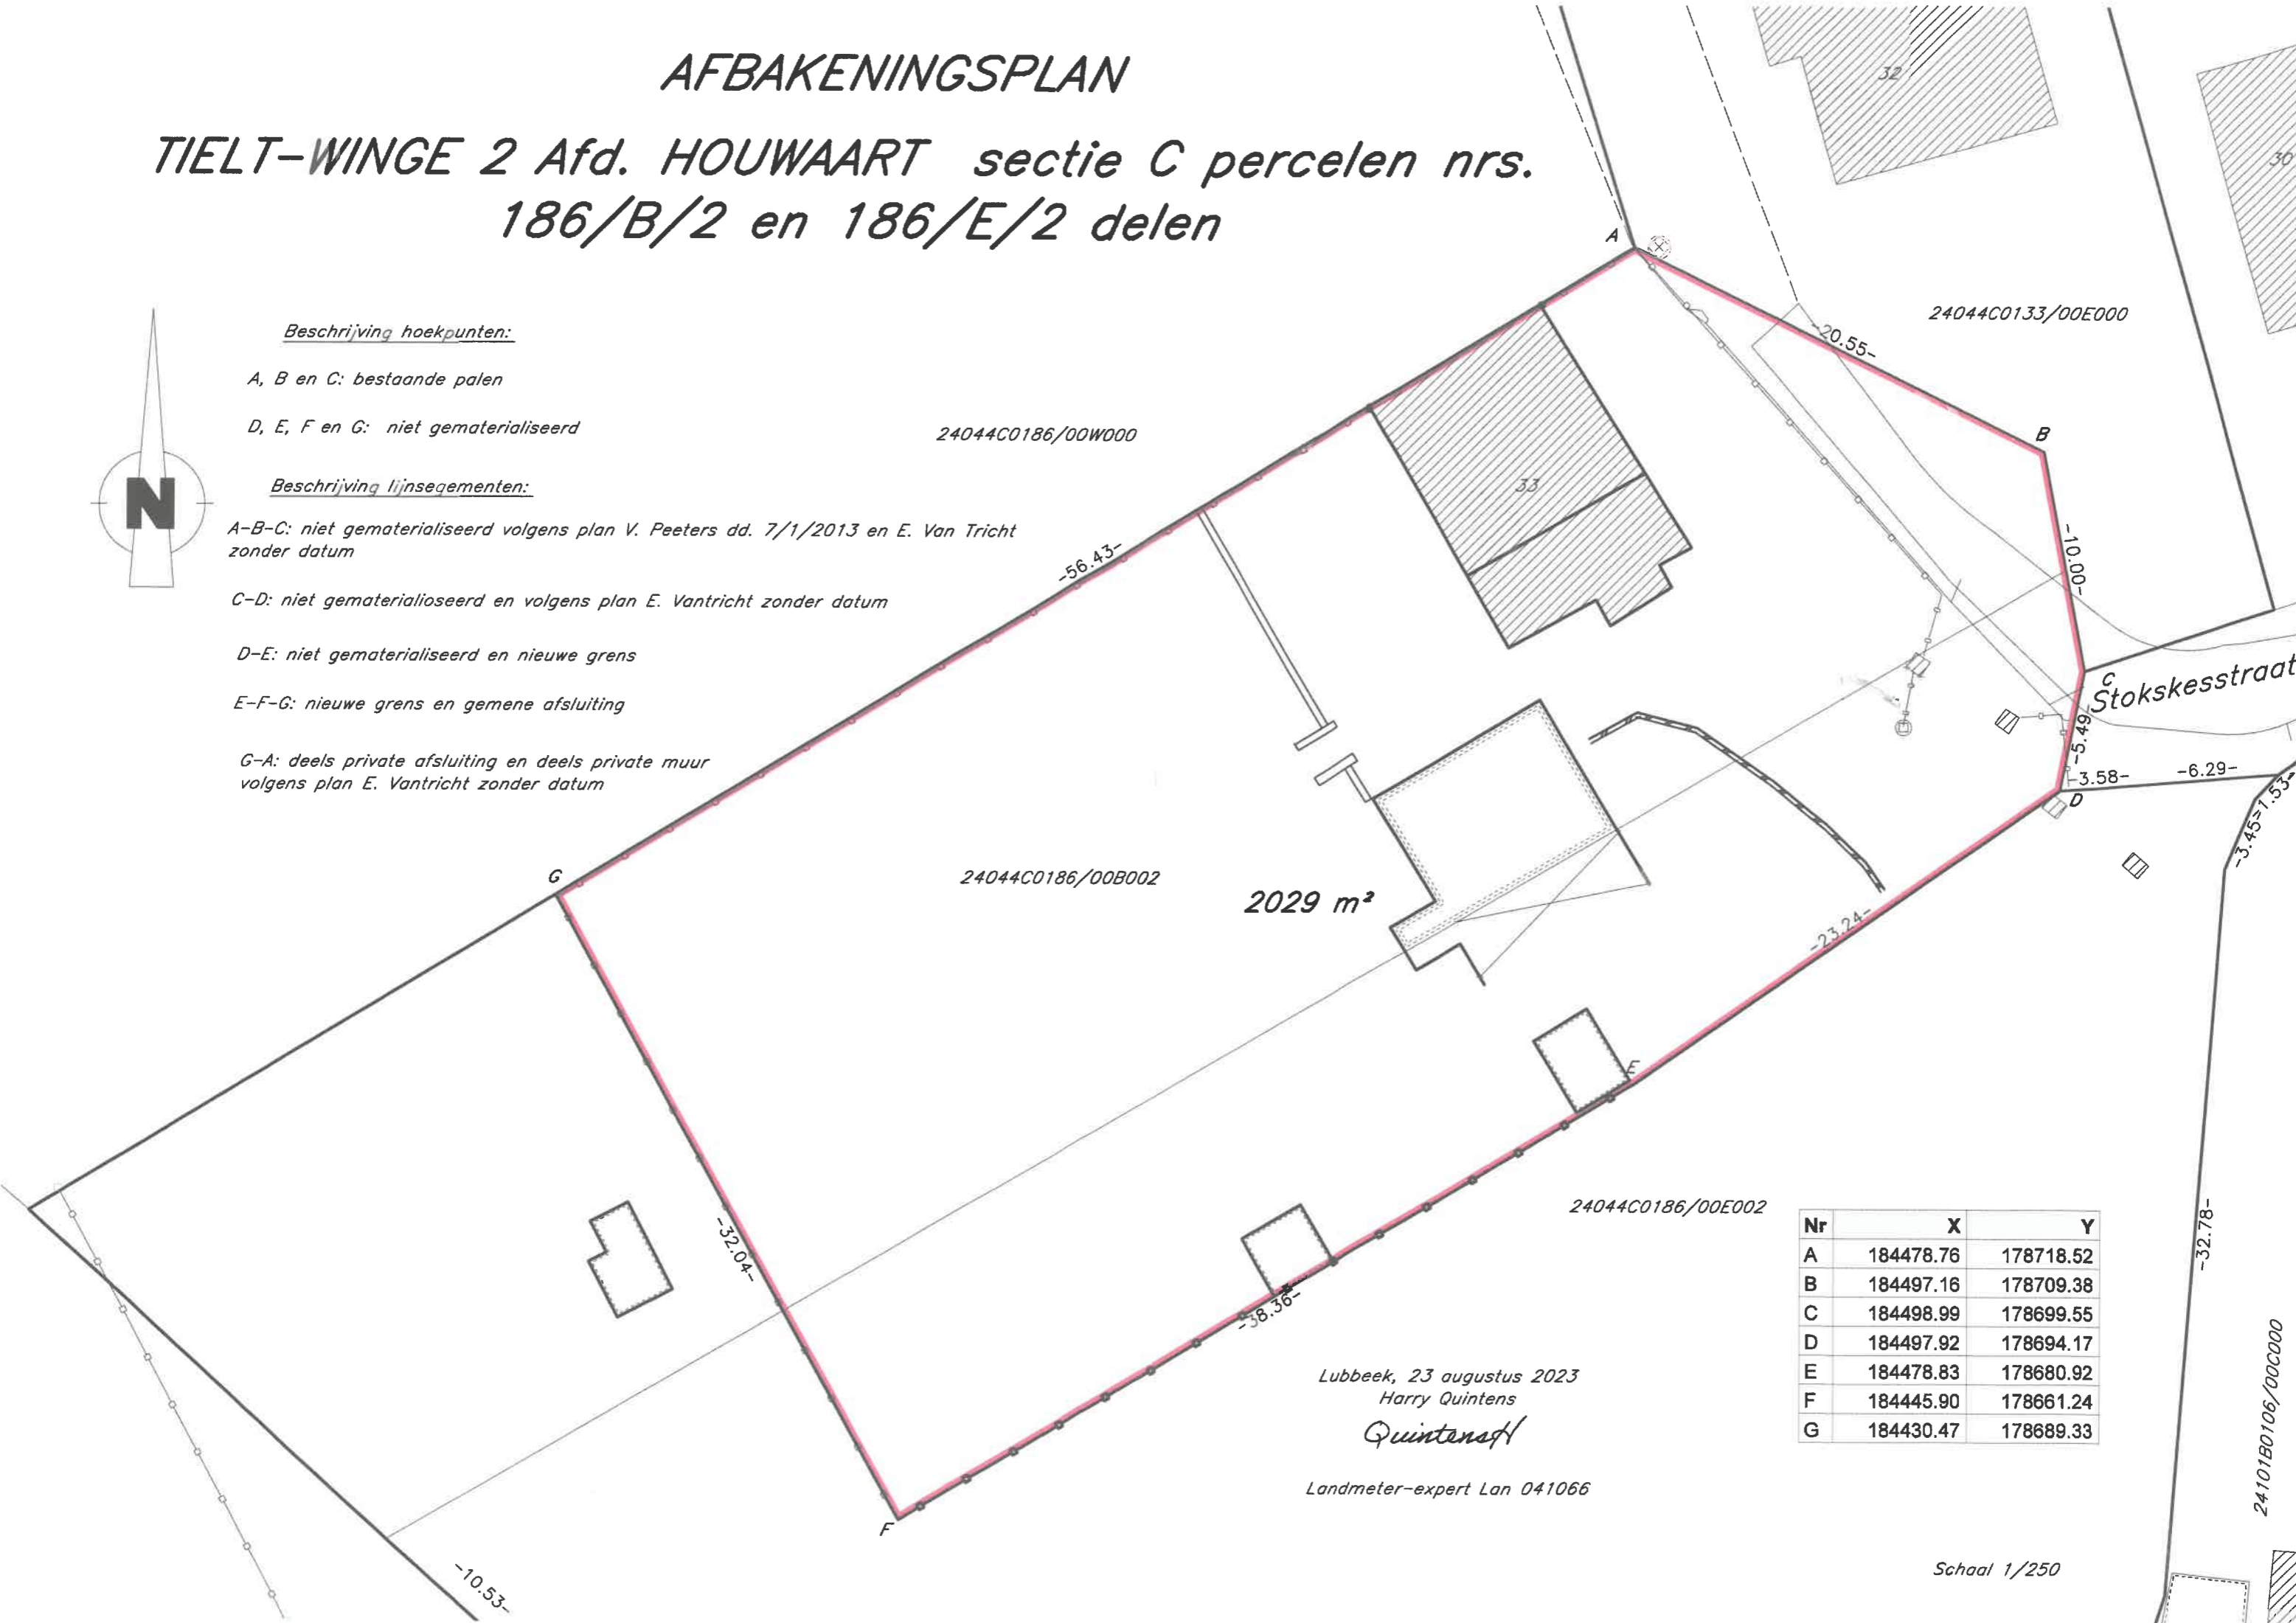 AFBAKENINGSPLAN
TIELT-WINGE 2 Afd. HOUWAART sectie C percelen nrs.
186/B/2 en 186/E/2 delen
Beschrijving hoekpunten:
A, B en C: bestaande palen
D, E, F en G: niet gematerialiseerd
Beschrijving lijnsegementen:
A-B-C: niet gematerialiseerd volgens plan V. Peeters dd. 7/1/2013 en E. Van Tricht
zonder datum
C-D: niet gematerialioseerd en volgens plan E. Vantricht zonder datum
D-E: niet gematerialiseerd en nieuwe grens
E-F-G: nieuwe grens en gemene afsluiting
G-A: deels private afsluiting en deels private muur
volgens plan E. Vantricht zonder datum
N
32
30
A
24044C0133/00E000
-20.55-
B
24044C0186/00W000
33
-10.00-
-56.43-
C
Stokskesstraat
-5.49-
-3.58-
-6.29-
D
-1.53-
-3.45-
G
24044C0186/00B002
2029 m²
-23.24-
E
24044C0186/00E002
-32.04-
-38.36-
-32.78-
F
-10.53-
Nr X Y
A 184478.76 178718.52
B 184497.16 178709.38
C 184498.99 178699.55
D 184497.92 178694.17
E 184478.83 178680.92
F 184445.90 178661.24
G 184430.47 178689.33
Lubbeek, 23 augustus 2023
Harry Quintens
QuintensH
Landmeter-expert Lan 041066
24101B0106/00C000
Schaal 1/250